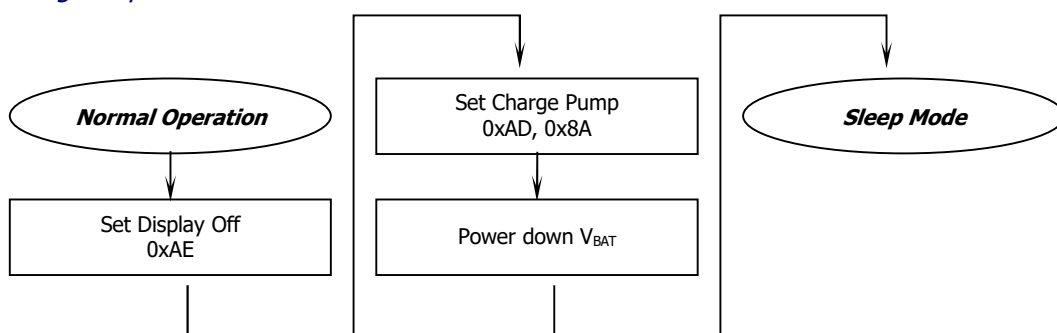 Normal Operation
Set Display Off
0xAE
Set Charge Pump
0xAD, 0x8A
Power down VBAT
Sleep Mode